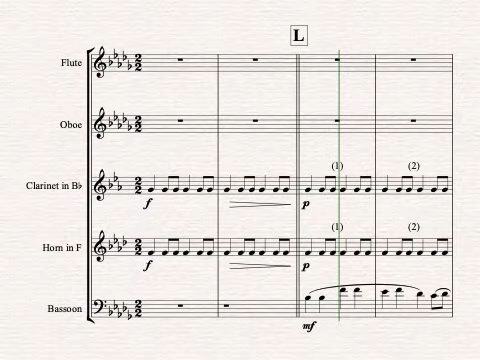 L
Flute
Oboe
(1) (2)
Clarinet in B♭
f p
(1) (2)
Horn in F
f p
Bassoon
mf